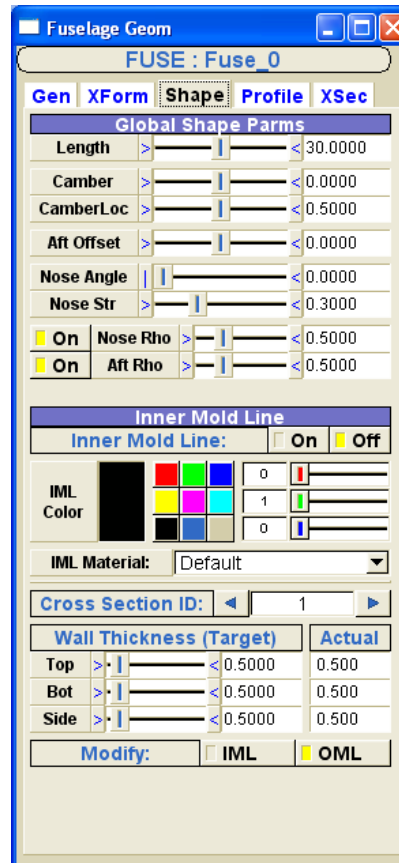 Fuselage Geom
FUSE : Fuse_0
Gen XForm Shape Profile XSec
Global Shape Parms
Length > < 30.0000
Camber > < 0.0000
CamberLoc > < 0.5000
Aft Offset > < 0.0000
Nose Angle | < 0.0000
Nose Str > < 0.3000
On Nose Rho > < 0.5000
On Aft Rho > < 0.5000
Inner Mold Line
Inner Mold Line: On Off
IML Color
0
1
0
IML Material: Default
Cross Section ID: 1
Wall Thickness (Target) Actual
Top > < 0.5000 0.500
Bot > < 0.5000 0.500
Side > < 0.5000 0.500
Modify: IML OML